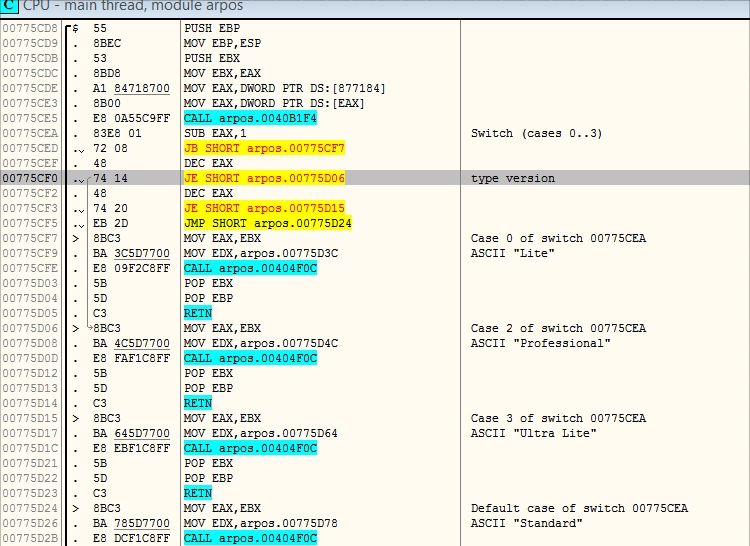 C CPU - main thread, module arpos
00775CD8 $ 55 PUSH EBP
00775CD9 . 8BEC MOV EBP,ESP
00775CDB . 53 PUSH EBX
00775CDC . 8BD8 MOV EBX,EAX
00775CDE . A1 84718700 MOV EAX,DWORD PTR DS:[877184]
00775CE3 . 8B00 MOV EAX,DWORD PTR DS:[EAX]
00775CE5 . E8 0A55C9FF CALL arpos.0040B1F4
00775CEA . 83E8 01 SUB EAX,1 Switch (cases 0..3)
00775CED . 72 08 JB SHORT arpos.00775CF7
00775CEF . 48 DEC EAX
00775CF0 . 74 14 JE SHORT arpos.00775D06 type version
00775CF2 . 48 DEC EAX
00775CF3 . 74 20 JE SHORT arpos.00775D15
00775CF5 . EB 2D JMP SHORT arpos.00775D24
00775CF7 > 8BC3 MOV EAX,EBX Case 0 of switch 00775CEA
00775CF9 . BA 3C5D7700 MOV EDX,arpos.00775D3C ASCII "Lite"
00775CFE . E8 09F2C8FF CALL arpos.00404F0C
00775D03 . 5B POP EBX
00775D04 . 5D POP EBP
00775D05 . C3 RETN
00775D06 > 8BC3 MOV EAX,EBX Case 2 of switch 00775CEA
00775D08 . BA 4C5D7700 MOV EDX,arpos.00775D4C ASCII "Professional"
00775D0D . E8 FAF1C8FF CALL arpos.00404F0C
00775D12 . 5B POP EBX
00775D13 . 5D POP EBP
00775D14 . C3 RETN
00775D15 > 8BC3 MOV EAX,EBX Case 3 of switch 00775CEA
00775D17 . BA 645D7700 MOV EDX,arpos.00775D64 ASCII "Ultra Lite"
00775D1C . E8 EBF1C8FF CALL arpos.00404F0C
00775D21 . 5B POP EBX
00775D22 . 5D POP EBP
00775D23 . C3 RETN
00775D24 > 8BC3 MOV EAX,EBX Default case of switch 00775CEA
00775D26 . BA 785D7700 MOV EDX,arpos.00775D78 ASCII "Standard"
00775D2B . E8 DCF1C8FF CALL arpos.00404F0C